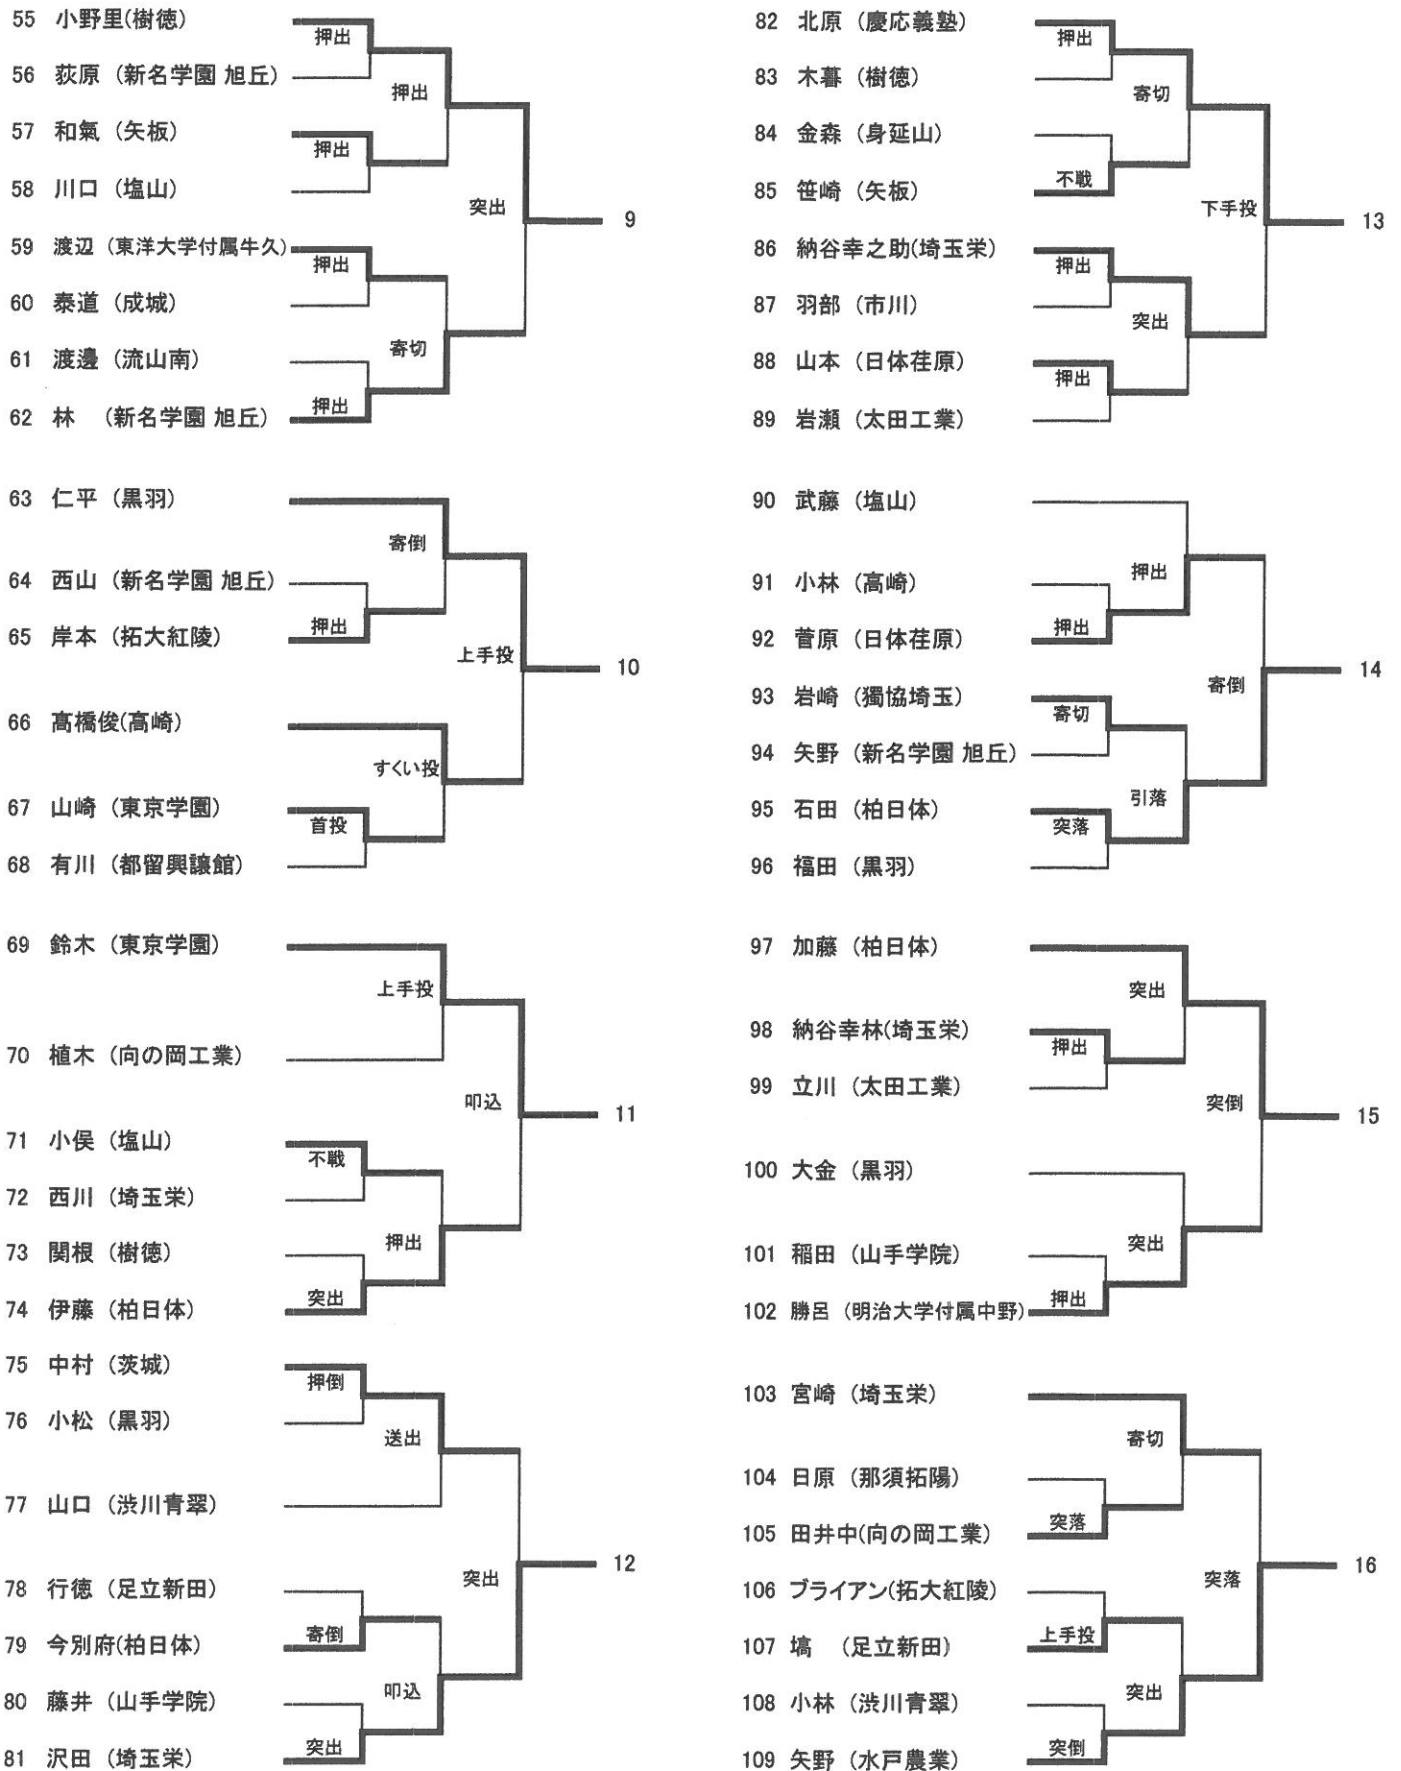 55 小野里(樹徳)
押出
56 荻原（新名学園 旭丘）
押出
57 和氣（矢板）
押出
58 川口（塩山）
突出
9
59 渡辺（東洋大学付属牛久）
押出
60 泰道（成城）
寄切
61 渡邊（流山南）
押出
62 林 （新名学園 旭丘）
63 仁平（黒羽）
寄倒
64 西山（新名学園 旭丘）
押出
65 岸本（拓大紅陵）
上手投
10
66 髙橋俊(高崎）
すくい投
67 山崎（東京学園）
首投
68 有川（都留興譲館）
69 鈴木（東京学園）
上手投
70 植木（向の岡工業）
叩込
11
71 小俣（塩山）
不戦
72 西川（埼玉栄）
押出
73 関根（樹徳）
突出
74 伊藤（柏日体）
75 中村（茨城）
押倒
76 小松（黒羽）
送出
77 山口（渋川青翠）
突出
12
78 行徳（足立新田）
寄倒
79 今別府(柏日体）
叩込
80 藤井（山手学院）
突出
81 沢田（埼玉栄）
82 北原（慶応義塾）
押出
83 木暮（樹徳）
寄切
84 金森（身延山）
不戦
85 笹崎（矢板）
下手投
13
86 納谷幸之助(埼玉栄）
押出
87 羽部（市川）
突出
88 山本（日体荏原）
押出
89 岩瀬（太田工業）
90 武藤（塩山）
押出
91 小林（高崎）
押出
92 菅原（日体荏原）
寄倒
14
93 岩崎（獨協埼玉）
寄切
94 矢野（新名学園 旭丘）
引落
95 石田（柏日体）
突落
96 福田（黒羽）
97 加藤（柏日体）
突出
98 納谷幸林(埼玉栄）
押出
99 立川（太田工業）
突倒
15
100 大金（黒羽）
突出
101 稲田（山手学院）
押出
102 勝呂（明治大学付属中野）
103 宮崎（埼玉栄）
寄切
104 日原（那須拓陽）
突落
105 田井中(向の岡工業）
突落
16
106 ブライアン(拓大紅陵）
上手投
107 塙 （足立新田）
突出
108 小林（渋川青翠）
突倒
109 矢野（水戸農業）